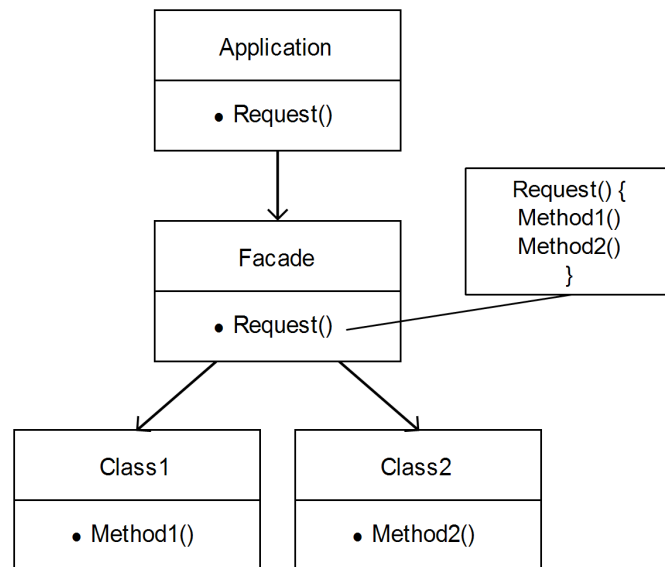 Application
• Request()
Request() {
Method1()
Method2()
}
Facade
• Request()
Class1
• Method1()
Class2
• Method2()